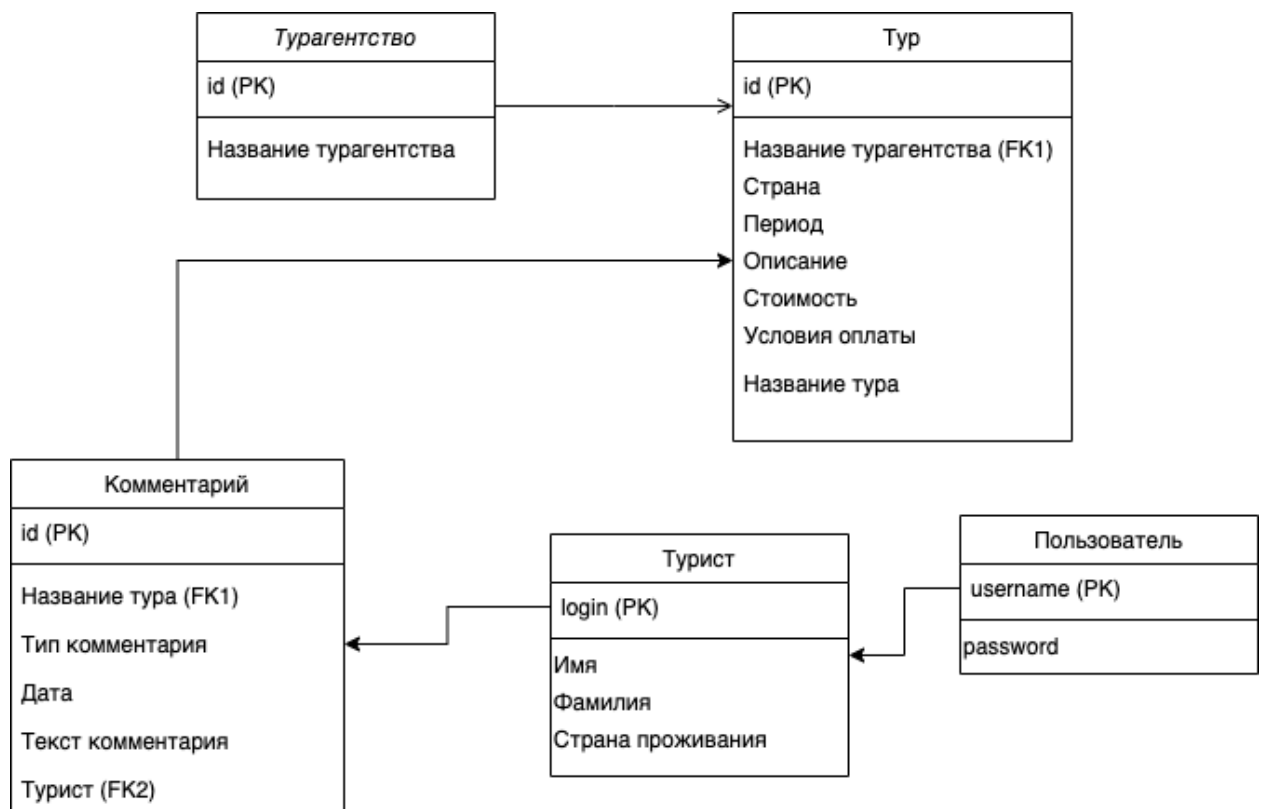 Турагентство
id (PK)
Название турагентства
Тур
id (PK)
Название турагентства (FK1)
Страна
Период
Описание
Стоимость
Условия оплаты
Название тура
Комментарий
id (PK)
Название тура (FK1)
Тип комментария
Дата
Текст комментария
Турист (FK2)
Турист
login (PK)
Имя
Фамилия
Страна проживания
Пользователь
username (PK)
password